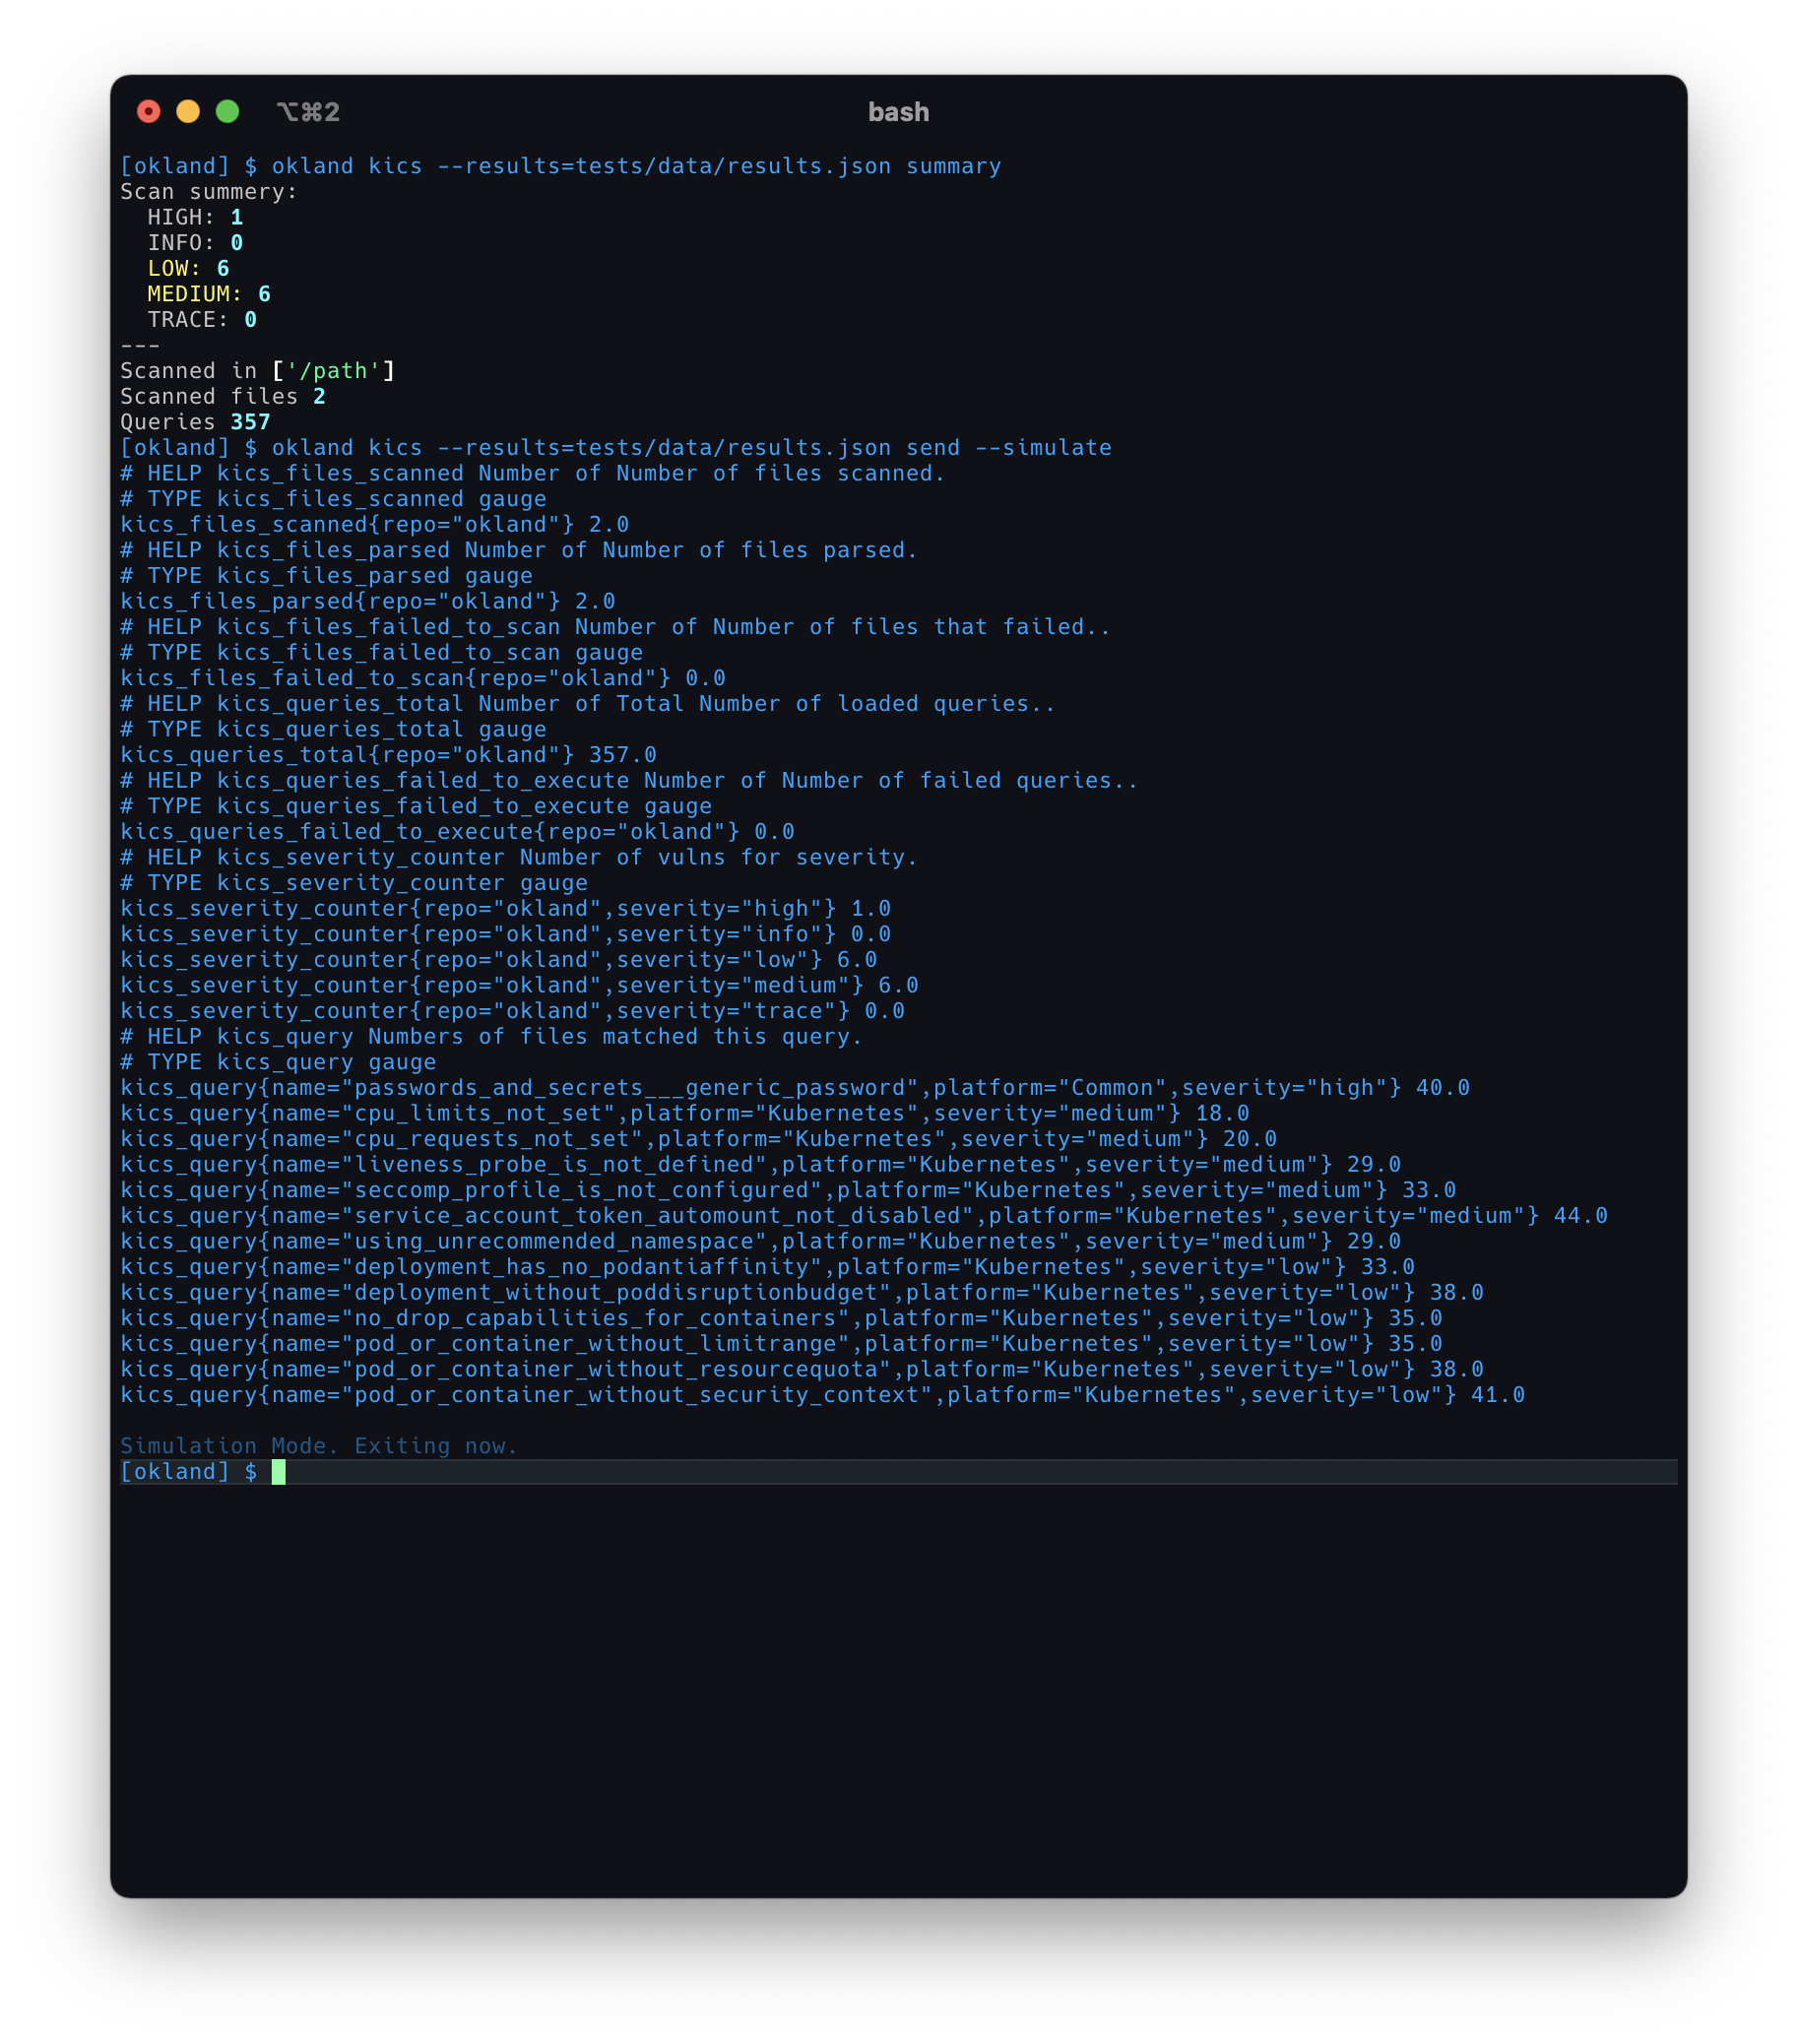 ⌥⌘2
bash
[okland] $ okland kics --results=tests/data/results.json summary
Scan summery:
  HIGH: 1
  INFO: 0
  LOW: 6
  MEDIUM: 6
  TRACE: 0
---
Scanned in ['/path']
Scanned files 2
Queries 357
[okland] $ okland kics --results=tests/data/results.json send --simulate
# HELP kics_files_scanned Number of Number of files scanned.
# TYPE kics_files_scanned gauge
kics_files_scanned{repo="okland"} 2.0
# HELP kics_files_parsed Number of Number of files parsed.
# TYPE kics_files_parsed gauge
kics_files_parsed{repo="okland"} 2.0
# HELP kics_files_failed_to_scan Number of Number of files that failed..
# TYPE kics_files_failed_to_scan gauge
kics_files_failed_to_scan{repo="okland"} 0.0
# HELP kics_queries_total Number of Total Number of loaded queries..
# TYPE kics_queries_total gauge
kics_queries_total{repo="okland"} 357.0
# HELP kics_queries_failed_to_execute Number of Number of failed queries..
# TYPE kics_queries_failed_to_execute gauge
kics_queries_failed_to_execute{repo="okland"} 0.0
# HELP kics_severity_counter Number of vulns for severity.
# TYPE kics_severity_counter gauge
kics_severity_counter{repo="okland",severity="high"} 1.0
kics_severity_counter{repo="okland",severity="info"} 0.0
kics_severity_counter{repo="okland",severity="low"} 6.0
kics_severity_counter{repo="okland",severity="medium"} 6.0
kics_severity_counter{repo="okland",severity="trace"} 0.0
# HELP kics_query Numbers of files matched this query.
# TYPE kics_query gauge
kics_query{name="passwords_and_secrets___generic_password",platform="Common",severity="high"} 40.0
kics_query{name="cpu_limits_not_set",platform="Kubernetes",severity="medium"} 18.0
kics_query{name="cpu_requests_not_set",platform="Kubernetes",severity="medium"} 20.0
kics_query{name="liveness_probe_is_not_defined",platform="Kubernetes",severity="medium"} 29.0
kics_query{name="seccomp_profile_is_not_configured",platform="Kubernetes",severity="medium"} 33.0
kics_query{name="service_account_token_automount_not_disabled",platform="Kubernetes",severity="medium"} 44.0
kics_query{name="using_unrecommended_namespace",platform="Kubernetes",severity="medium"} 29.0
kics_query{name="deployment_has_no_podantiaffinity",platform="Kubernetes",severity="low"} 33.0
kics_query{name="deployment_without_poddisruptionbudget",platform="Kubernetes",severity="low"} 38.0
kics_query{name="no_drop_capabilities_for_containers",platform="Kubernetes",severity="low"} 35.0
kics_query{name="pod_or_container_without_limitrange",platform="Kubernetes",severity="low"} 35.0
kics_query{name="pod_or_container_without_resourcequota",platform="Kubernetes",severity="low"} 38.0
kics_query{name="pod_or_container_without_security_context",platform="Kubernetes",severity="low"} 41.0

Simulation Mode. Exiting now.
[okland] $